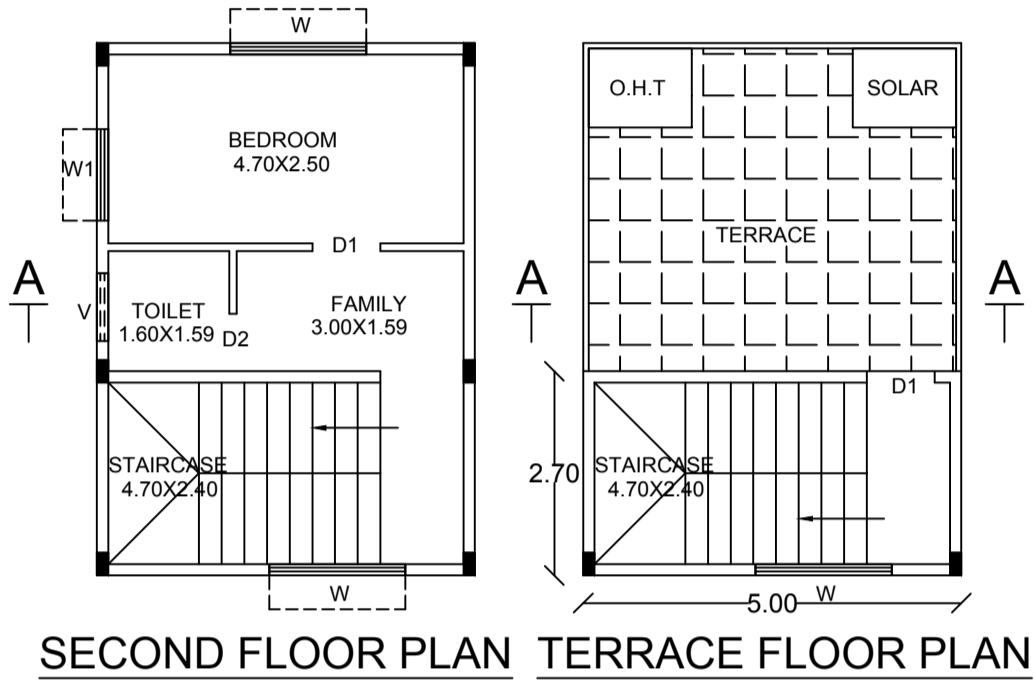 W
BEDROOM
4.70X2.50
W1
D1
A
V
TOILET
1.60X1.59
D2
FAMILY
3.00X1.59
STAIRCASE
4.70X2.40
W
SECOND FLOOR PLAN
O.H.T
SOLAR
TERRACE
A
A
D1
2.70
STAIRCASE
4.70X2.40
W
5.00
TERRACE FLOOR PLAN